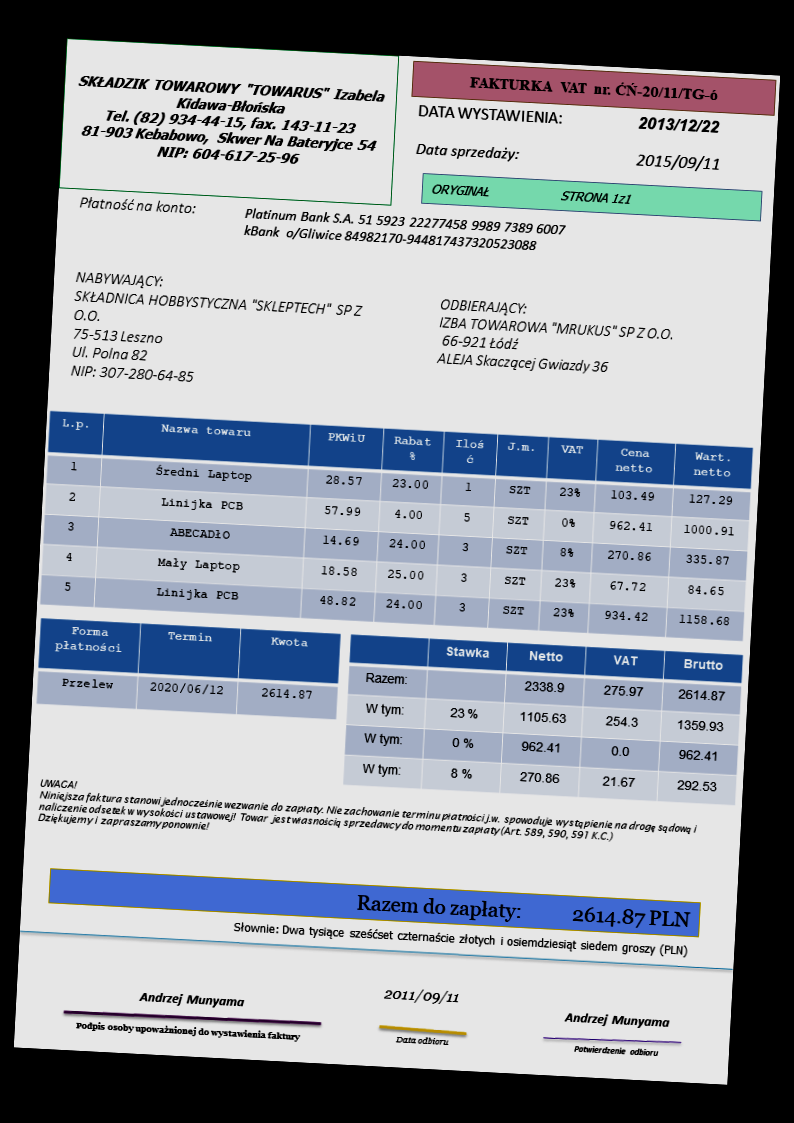 SKŁADZIK TOWAROWY "TOWARUS" Izabela
Kidawa-Błońska
Tel. (82) 934-44-15, fax. 143-11-23
81-903 Kebabowo, Skwer Na Bateryjce 54
NIP: 604-617-25-96
FAKTURKA VAT nr. ĆŃ-20/11/TG-6
DATA WYSTAWIENIA: 2013/12/22
Data sprzedaży: 2015/09/11
ORYGINAŁ STRONA 1z1
Płatność na konto: Platinum Bank S.A. 51 5923 22277458 9989 7389 6007
kBank o/Gliwice 84982170-944817437320523088
NABYWAJĄCY:
SKŁADNICA HOBBYSTYCZNA "SKLEPTECH" SP Z
O.O.
75-513 Leszno
Ul. Polna 82
NIP: 307-280-64-85
ODBIERAJĄCY:
IZBA TOWAROWA "MRUKUS" SP Z O.O.
66-921 Łódź
ALEJA Skaczącej Gwiazdy 36
L.p. Nazwa towaru PKWiU Rabat % Ilość J.m. VAT Cena netto Wart. netto
1 Średni Laptop 28.57 23.00 1 SZT 23% 103.49 127.29
2 Linijka PCB 57.99 4.00 5 SZT 0% 962.41 1000.91
3 ABECADŁO 14.69 24.00 3 SZT 8% 270.86 335.87
4 Mały Laptop 18.58 25.00 3 SZT 23% 67.72 84.65
5 Linijka PCB 48.82 24.00 3 SZT 23% 934.42 1158.68
Forma płatności Termin Kwota
Przelew 2020/06/12 2614.87
Stawka Netto VAT Brutto
Razem: 2338.9 275.97 2614.87
W tym: 23 % 1105.63 254.3 1359.93
W tym: 0 % 962.41 0.0 962.41
W tym: 8 % 270.86 21.67 292.53
UWAGA!
Niniejsza faktura stanowi jednocześnie wezwanie do zapłaty. Nie zachowanie terminu płatności j.w. spowoduje wystąpienie na drogę sądową i
naliczenie odsetek w wysokości ustawowej! Towar jest własnością sprzedawcy do momentu zapłaty (Art. 589, 590, 591 K.C.)
Dziękujemy i zapraszamy ponownie!
Razem do zapłaty: 2614.87 PLN
Słownie: Dwa tysiące sześćset czternaście złotych i osiemdziesiąt siedem groszy (PLN)
Andrzej Munyama
Podpis osoby upoważnionej do wystawienia faktury
2011/09/11
Data odbioru
Andrzej Munyama
Potwierdzenie odbioru